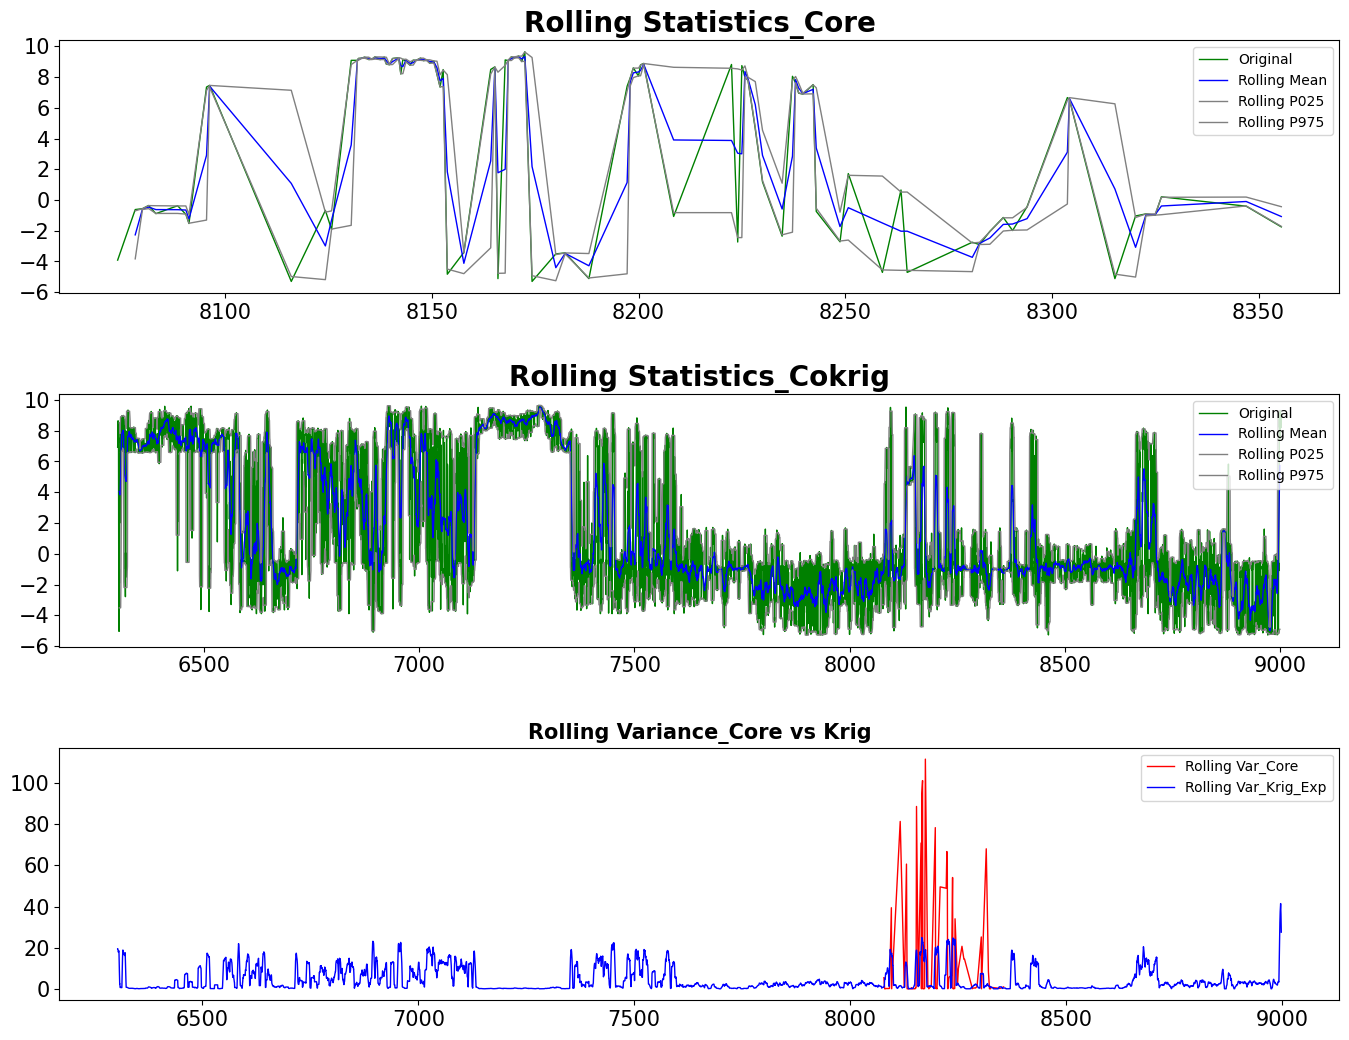 Rolling Statistics_Core
10
8
6
4
2
0
−2
−4
−6
Original
Rolling Mean
Rolling P025
Rolling P975
8100 8150 8200 8250 8300 8350
Rolling Statistics_Cokrig
10
8
6
4
2
0
−2
−4
−6
Original
Rolling Mean
Rolling P025
Rolling P975
6500 7000 7500 8000 8500 9000
Rolling Variance_Core vs Krig
100
80
60
40
20
0
Rolling Var_Core
Rolling Var_Krig_Exp
6500 7000 7500 8000 8500 9000